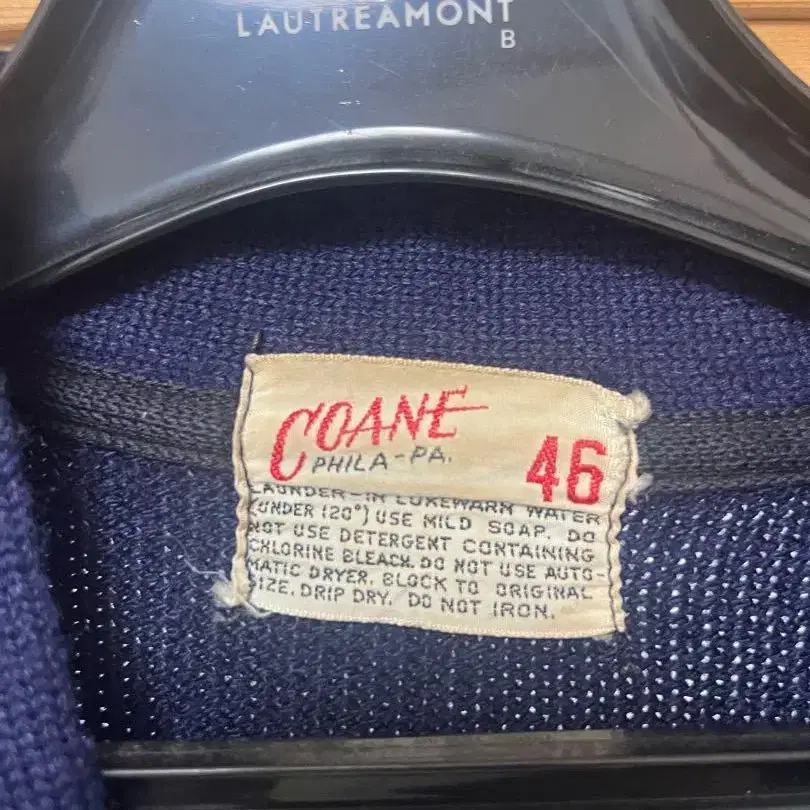 LAUTREAMONT
B
COANE
PHILA-PA.
46
LAUNDER-IN LUKEWARM WATER
(UNDER 120°) USE MILD SOAP. DO
NOT USE DETERGENT CONTAINING
CHLORINE BLEACH. DO NOT USE AUTO-
MATIC DRYER. BLOCK TO ORIGINAL
SIZE. DRIP DRY. DO NOT IRON.